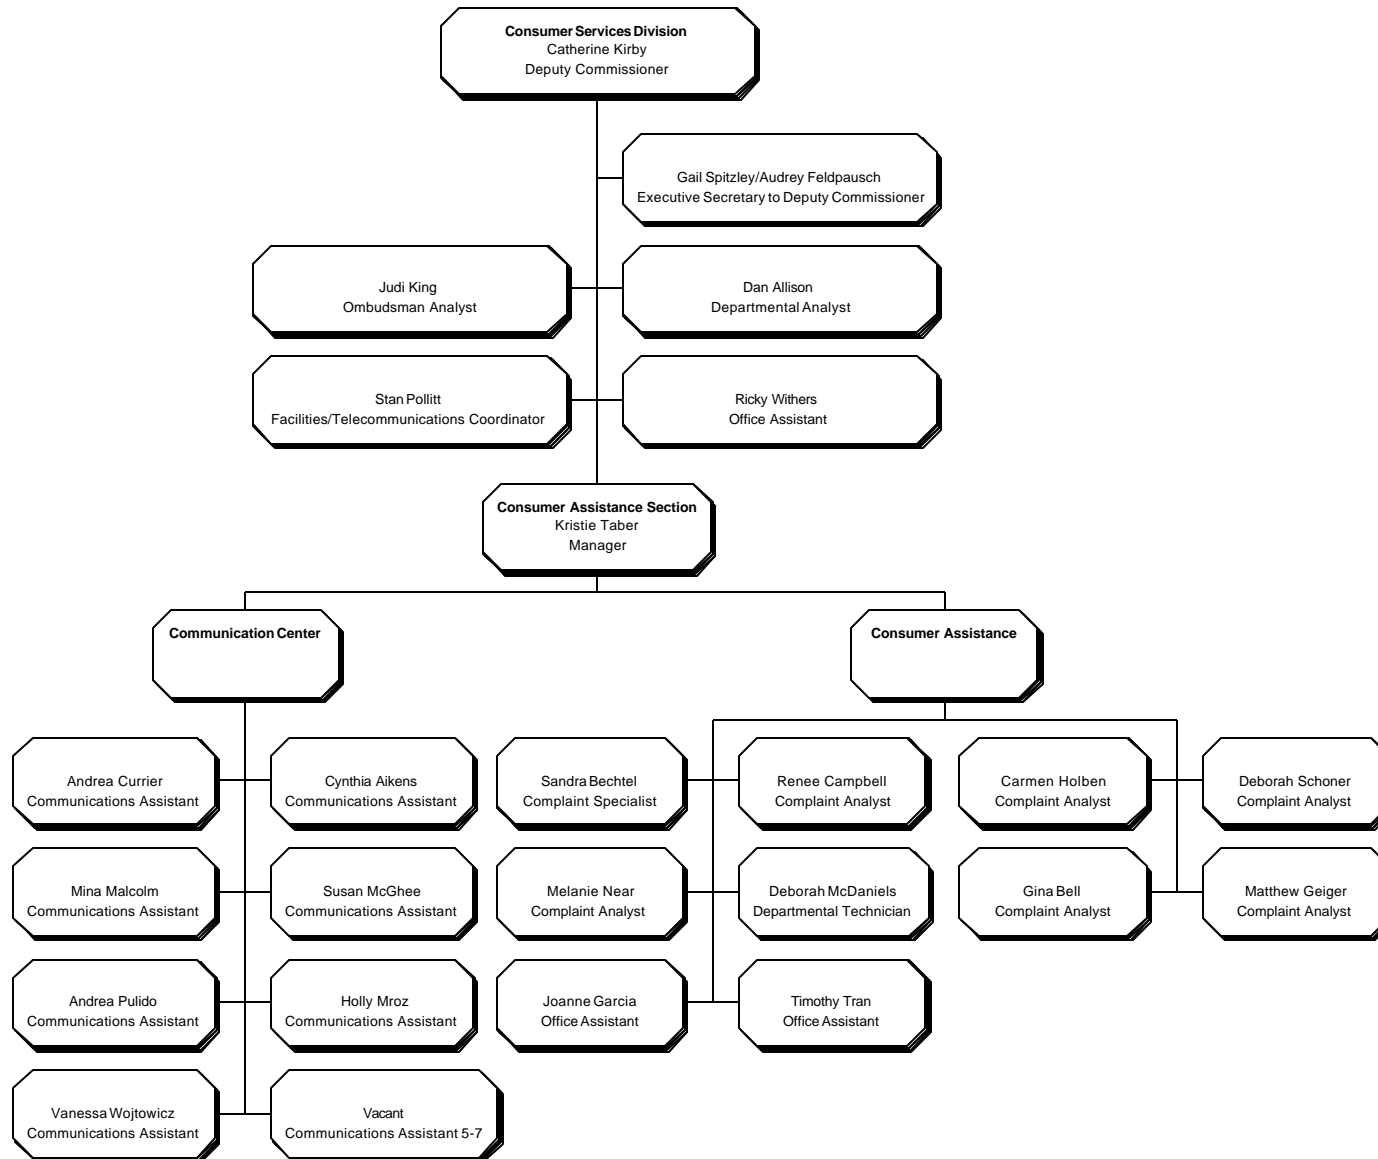 Consumer Services Division
Catherine Kirby
Deputy Commissioner
Gail Spitzley/Audrey Feldpausch
Executive Secretary to Deputy Commissioner
Judi King
Ombudsman Analyst
Dan Allison
Departmental Analyst
Stan Pollitt
Facilities/Telecommunications Coordinator
Ricky Withers
Office Assistant
Consumer Assistance Section
Kristie Taber
Manager
Communication Center
Consumer Assistance
Andrea Currier
Communications Assistant
Cynthia Aikens
Communications Assistant
Sandra Bechtel
Complaint Specialist
Renee Campbell
Complaint Analyst
Carmen Holben
Complaint Analyst
Deborah Schoner
Complaint Analyst
Mina Malcolm
Communications Assistant
Susan McGhee
Communications Assistant
Melanie Near
Complaint Analyst
Deborah McDaniels
Departmental Technician
Gina Bell
Complaint Analyst
Matthew Geiger
Complaint Analyst
Andrea Pulido
Communications Assistant
Holly Mroz
Communications Assistant
Joanne Garcia
Office Assistant
Timothy Tran
Office Assistant
Vanessa Wojtowicz
Communications Assistant
Vacant
Communications Assistant 5-7